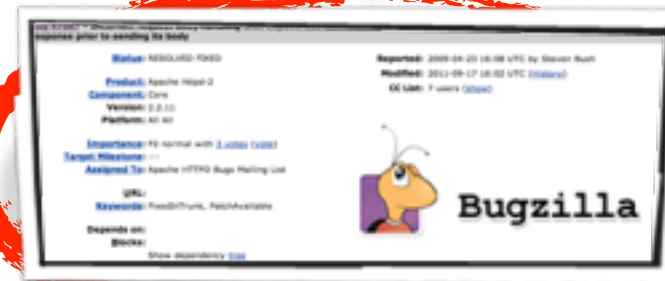 response prior to sending its body
Status: RESOLVED FIXED
Reported: 2009-04-23 16:08 UTC by Steven Bush
Modified: 2011-09-17 16:02 UTC (History)
Product: Apache httpd-2
CC List: 7 users (show)
Component: Core
Version: 2.2.11
Platform: All All
Importance: P2 normal with 3 votes (vote)
Target Milestone: ---
Assigned To: Apache HTTPD Bugs Mailing List
URL:
Keywords: FixedInTrunk, PatchAvailable
Bugzilla
Depends on:
Blocks:
Show dependency tree